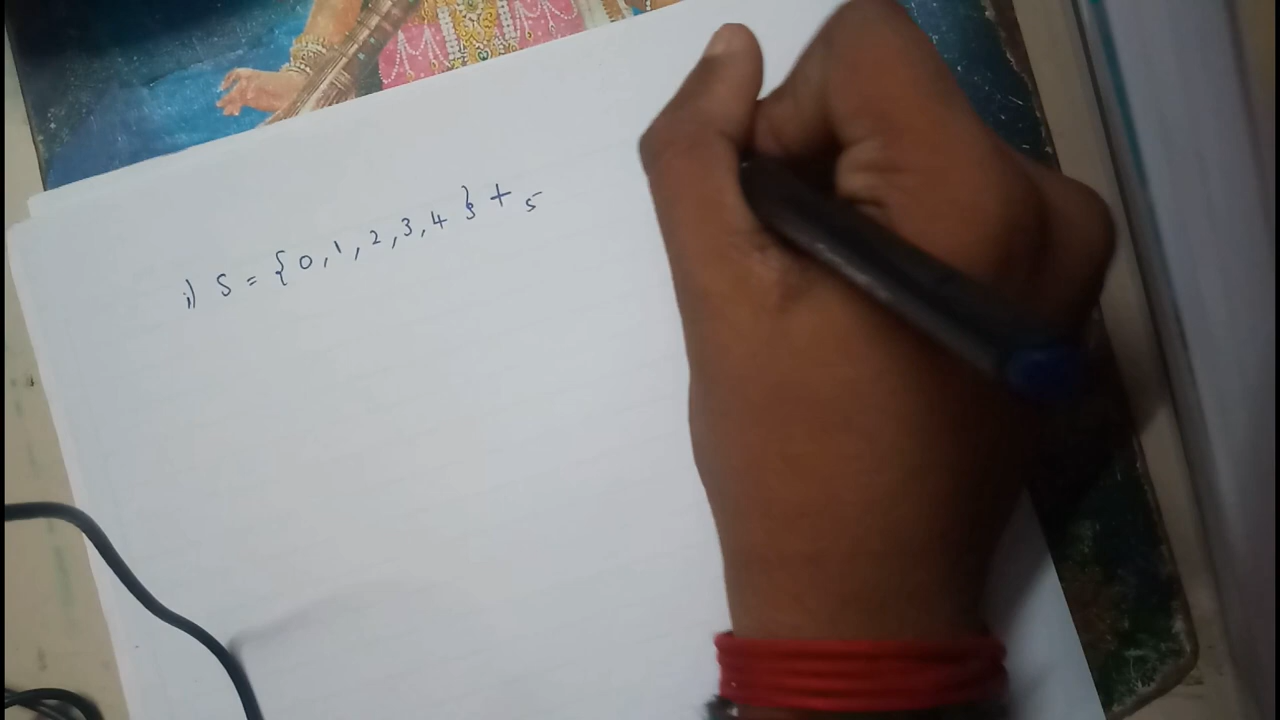 i) S = {0, 1, 2, 3, 4} +₅